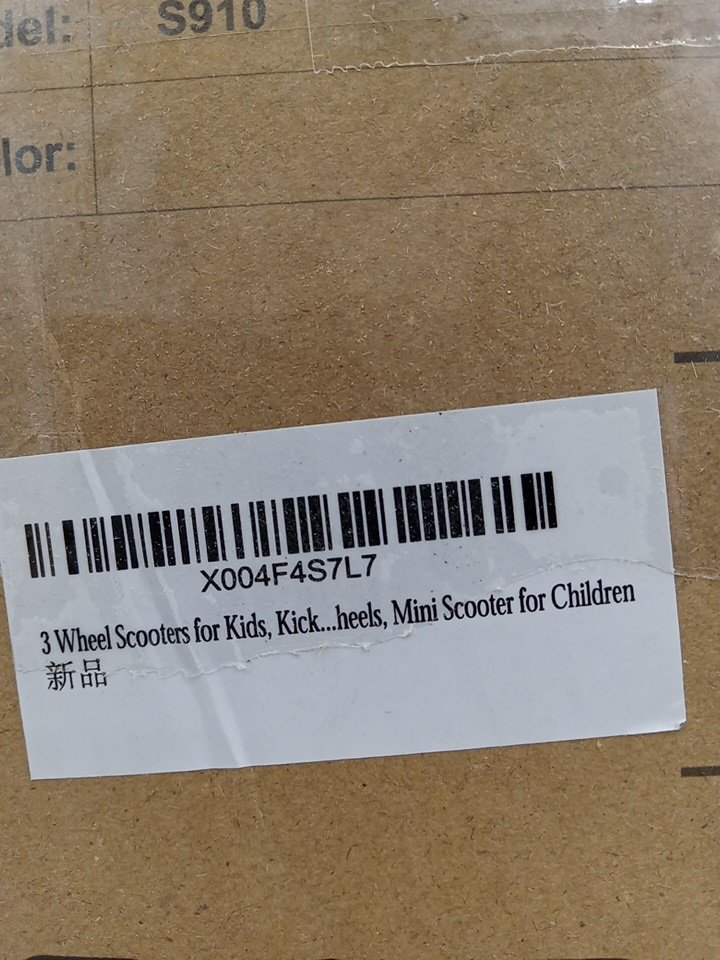 del: S910
lor:
X004F4S7L7
3 Wheel Scooters for Kids, Kick...heels, Mini Scooter for Children
新品